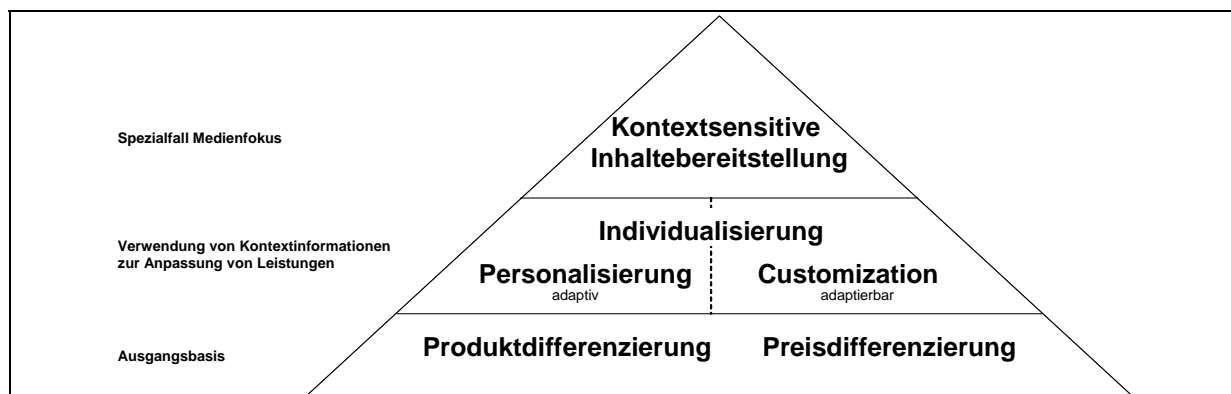 Spezialfall Medienfokus
Kontextsensitive
Inhaltebereitstellung
Verwendung von Kontextinformationen
zur Anpassung von Leistungen
Individualisierung
Personalisierung
adaptiv
Customization
adaptierbar
Ausgangsbasis
Produktdifferenzierung
Preisdifferenzierung